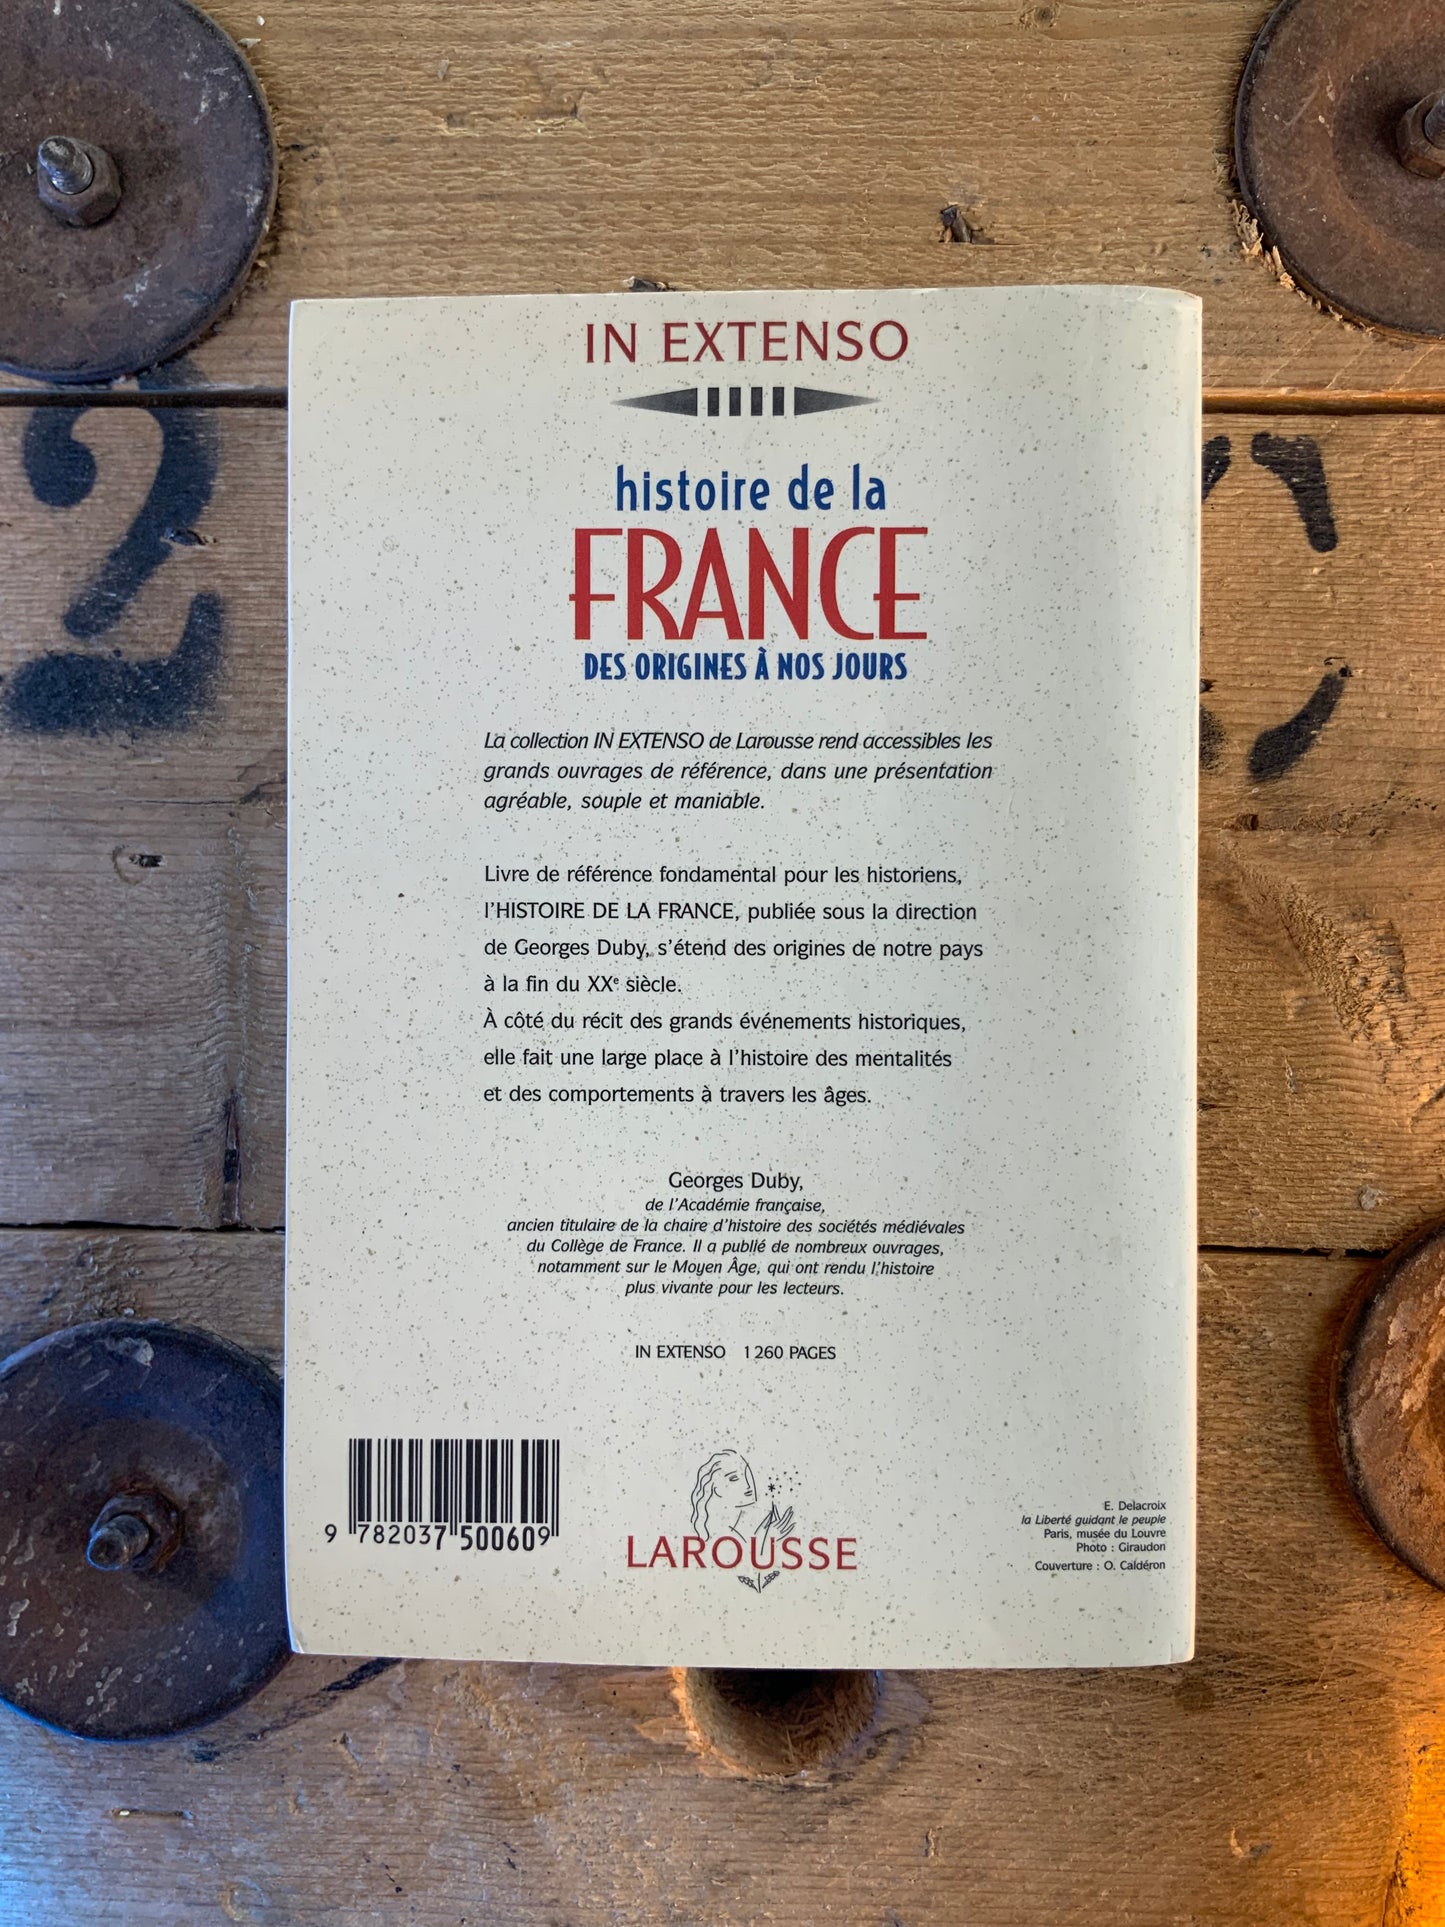 IN EXTENSO
histoire de la
FRANCE
DES ORIGINES À NOS JOURS
La collection IN EXTENSO de Larousse rend accessibles les
grands ouvrages de référence, dans une présentation
agréable, souple et maniable.
Livre de référence fondamental pour les historiens,
l'HISTOIRE DE LA FRANCE, publiée sous la direction
de Georges Duby, s'étend des origines de notre pays
à la fin du XXe siècle.
À côté du récit des grands événements historiques,
elle fait une large place à l'histoire des mentalités
et des comportements à travers les âges.
Georges Duby,
de l'Académie française,
ancien titulaire de la chaire d'histoire des sociétés médiévales
du Collège de France. Il a publié de nombreux ouvrages,
notamment sur le Moyen Âge, qui ont rendu l'histoire
plus vivante pour les lecteurs.
IN EXTENSO 1 260 PAGES
9 782037 500609
LAROUSSE
E. Delacroix
la Liberté guidant le peuple
Paris, musée du Louvre
Photo : Giraudon
Couverture : O. Caldéron
2